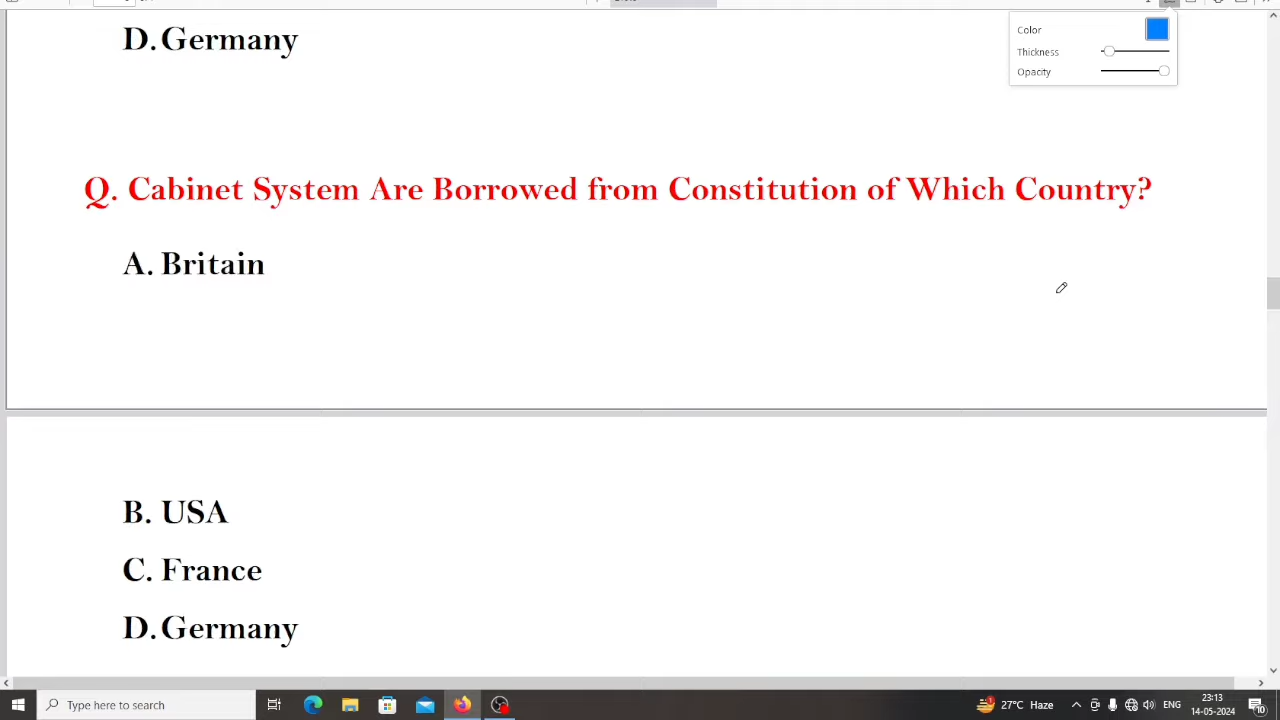 Color
Thickness
Opacity
D. Germany
Q. Cabinet System Are Borrowed from Constitution of Which Country?
A. Britain
B. USA
C. France
D. Germany
Type here to search
27°C Haze
ENG
23:13
14-05-2024
10